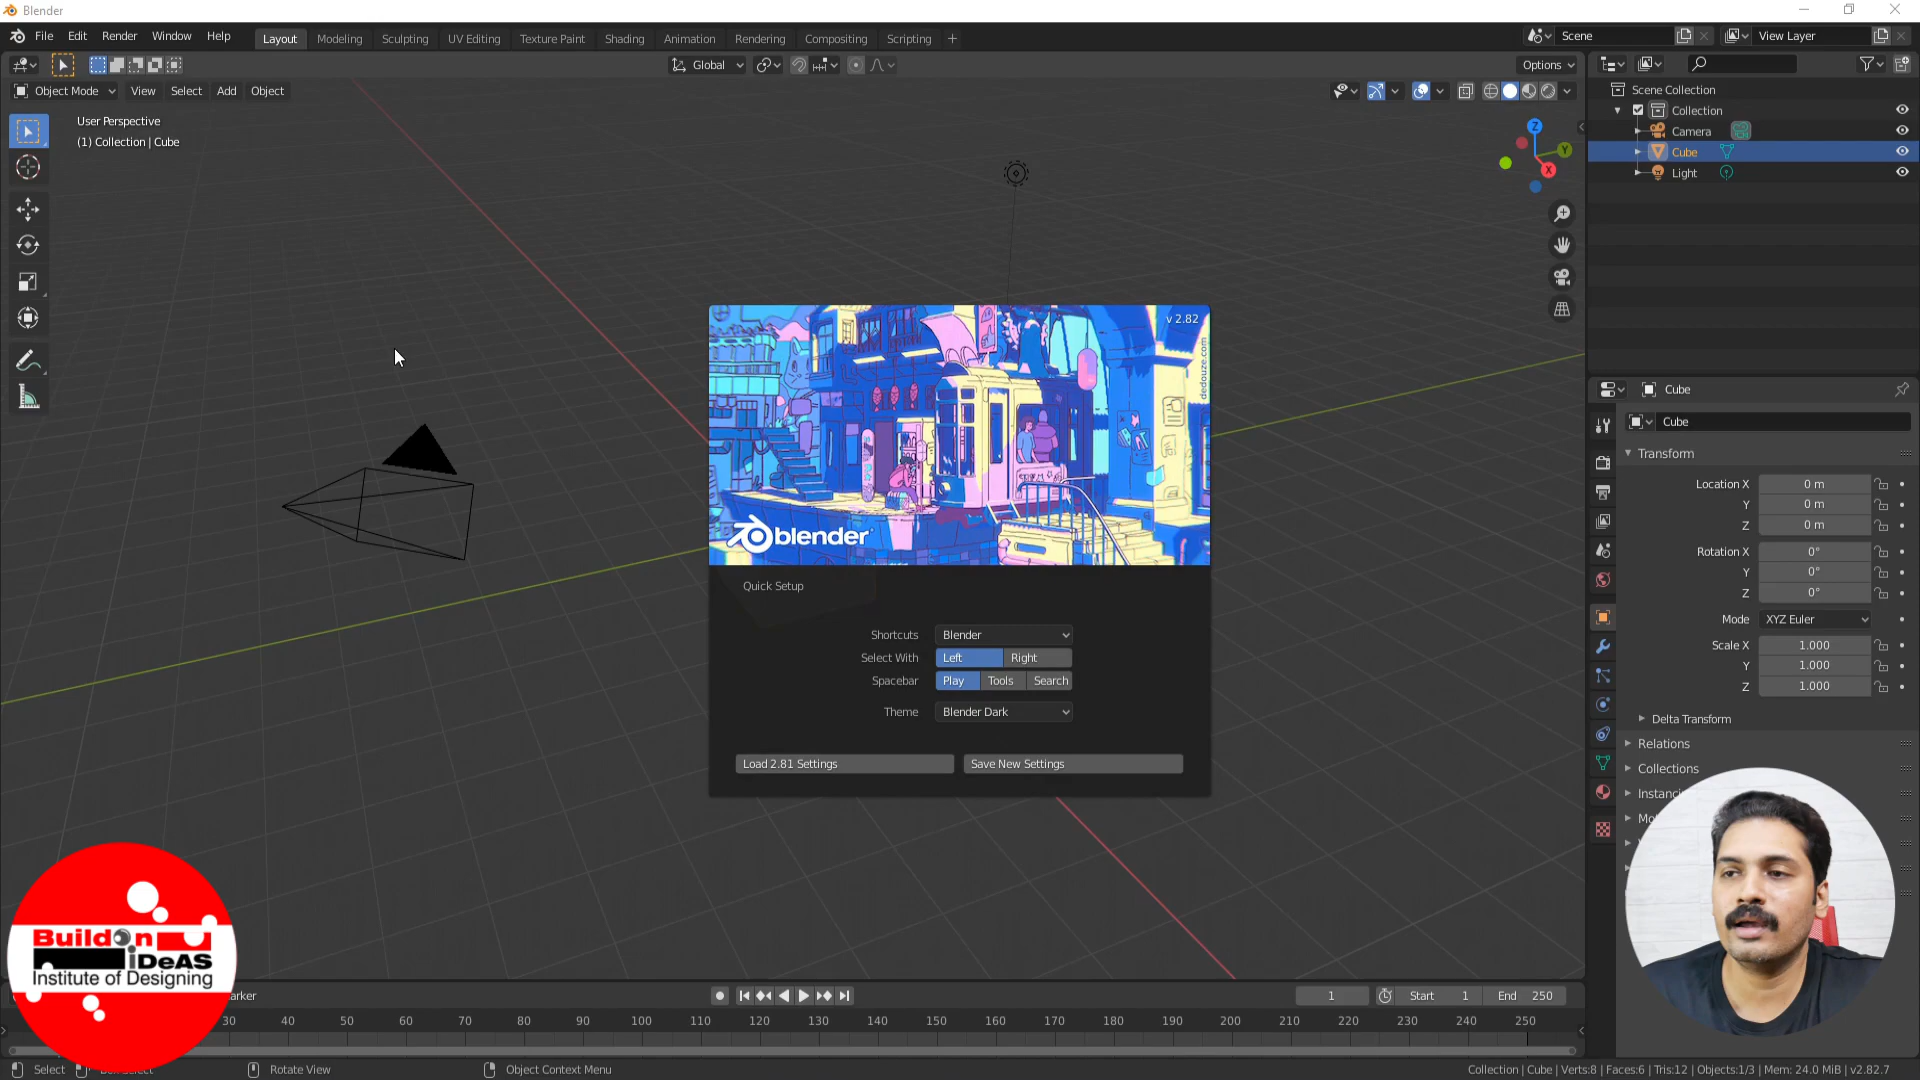 Blender
File Edit Render Window Help
Layout Modeling Sculpting UV Editing Texture Paint Shading Animation Rendering Compositing Scripting +
Scene
View Layer
Global
Options
Object Mode View Select Add Object
User Perspective
(1) Collection | Cube
Z
Y
X
Scene Collection
Collection
Camera
Cube
Light
v 2.82
dedouze.com
blender
Quick Setup
Shortcuts Blender
Select With Left Right
Spacebar Play Tools Search
Theme Blender Dark
Load 2.81 Settings Save New Settings
Cube
Cube
Transform
Location X 0 m
Y 0 m
Z 0 m
Rotation X 0°
Y 0°
Z 0°
Mode XYZ Euler
Scale X 1.000
Y 1.000
Z 1.000
Delta Transform
Relations
Collections
Build on
iDeAS
Institute of Designing
1 Start 1 End 250
30 40 50 60 70 80 90 100 110 120 130 140 150 160 170 180 190 200 210 220 230 240 250
Select Rotate View Object Context Menu
Collection | Cube | Verts:8 | Faces:6 | Tris:12 | Objects:1/3 | Mem: 24.0 MiB | v2.82.7